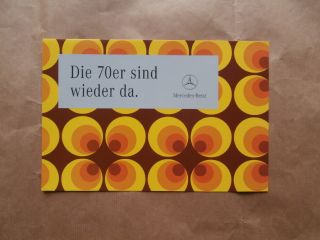 Die 70er sind
wieder da.
Mercedes-Benz